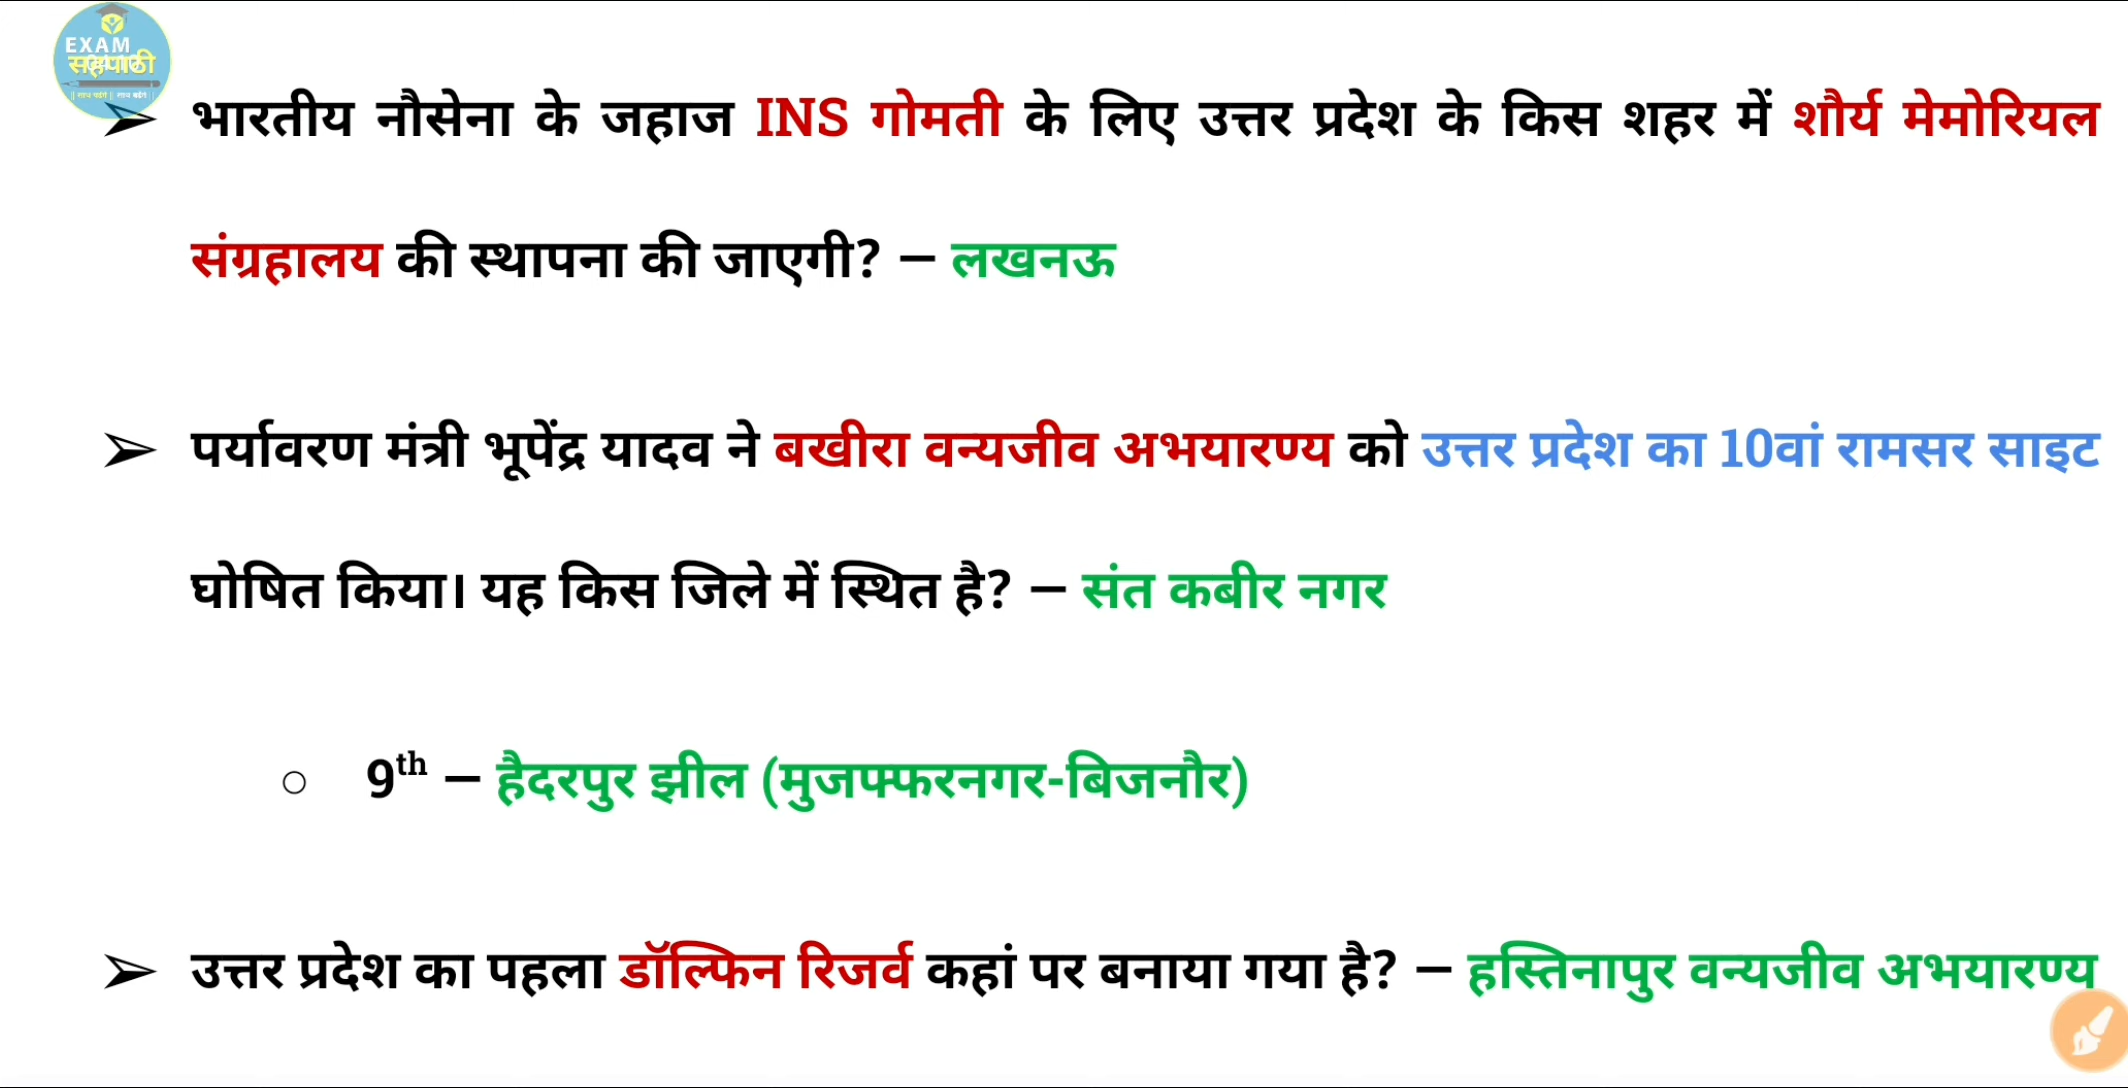 EXAM
सहपाठी
➢ भारतीय नौसेना के जहाज INS गोमती के लिए उत्तर प्रदेश के किस शहर में शौर्य मेमोरियल
संग्रहालय की स्थापना की जाएगी? – लखनऊ
➢ पर्यावरण मंत्री भूपेंद्र यादव ने बखीरा वन्यजीव अभयारण्य को उत्तर प्रदेश का 10वां रामसर साइट
घोषित किया। यह किस जिले में स्थित है? – संत कबीर नगर
○ 9th – हैदरपुर झील (मुजफ्फरनगर-बिजनौर)
➢ उत्तर प्रदेश का पहला डॉल्फिन रिजर्व कहां पर बनाया गया है? – हस्तिनापुर वन्यजीव अभयारण्य